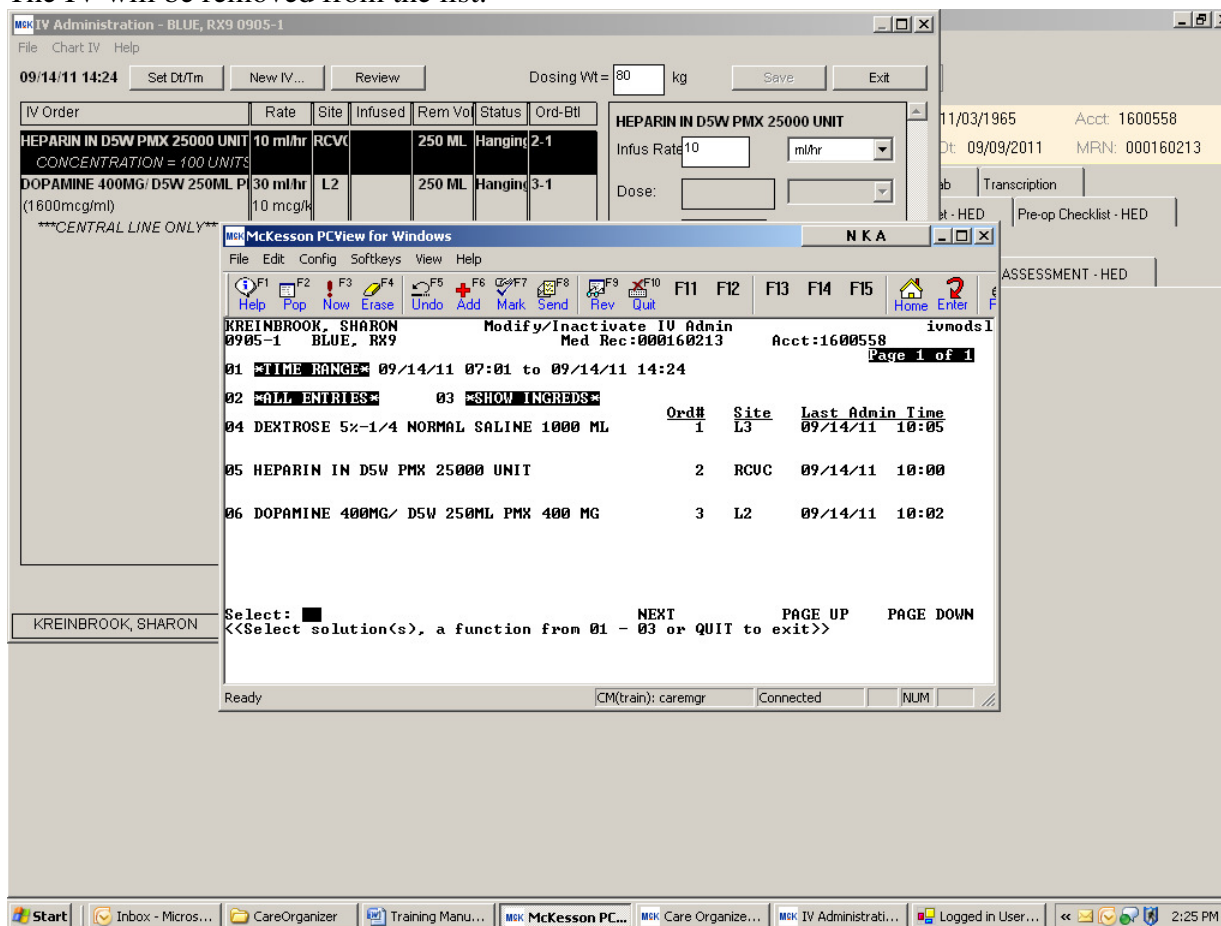 The IV will be removed from the list.
MCK IV Administration - BLUE, RX9 0905-1
File Chart IV Help
09/14/11 14:24 Set Dt/Tm New IV... Review Dosing Wt = 80 kg Save Exit
IV Order Rate Site Infused Rem Vol Status Ord-Btl
HEPARIN IN D5W PMX 25000 UNIT 10 ml/hr RCVC 250 ML Hanging 2-1
CONCENTRATION = 100 UNITS
DOPAMINE 400MG/ D5W 250ML P 30 ml/hr L2 250 ML Hanging 3-1
(1600mcg/ml) 10 mcg/k
***CENTRAL LINE ONLY**
HEPARIN IN D5W PMX 25000 UNIT
Infus Rate 10 ml/hr
Dose:
11/03/1965 Acct: 1600558
Dt: 09/09/2011 MRN: 000160213
ab Transcription
et - HED Pre-op Checklist - HED
ASSESSMENT - HED
MCK McKesson PCView for Windows N K A
File Edit Config Softkeys View Help
F1 F2 F3 F4 F5 F6 F7 F8 F9 F10 F11 F12 F13 F14 F15
Help Pop Now Erase Undo Add Mark Send Rev Quit Home Enter F
KREINBROOK, SHARON Modify/Inactivate IV Admin ivmodsl
0905-1 BLUE, RX9 Med Rec:000160213 Acct:1600558
Page 1 of 1
01 *TIME RANGE* 09/14/11 07:01 to 09/14/11 14:24
02 *ALL ENTRIES* 03 *SHOW INGREDS*
Ord# Site Last Admin Time
04 DEXTROSE 5%-1/4 NORMAL SALINE 1000 ML 1 L3 09/14/11 10:05
05 HEPARIN IN D5W PMX 25000 UNIT 2 RCVC 09/14/11 10:00
06 DOPAMINE 400MG/ D5W 250ML PMX 400 MG 3 L2 09/14/11 10:02
Select: NEXT PAGE UP PAGE DOWN
<<Select solution(s), a function from 01 - 03 or QUIT to exit>>
Ready CM(train): caremgr Connected NUM
KREINBROOK, SHARON
Start Inbox - Micros... CareOrganizer Training Manu... MCK McKesson PC... MCK Care Organize... MCK IV Administrati... Logged in User... « 2:25 PM